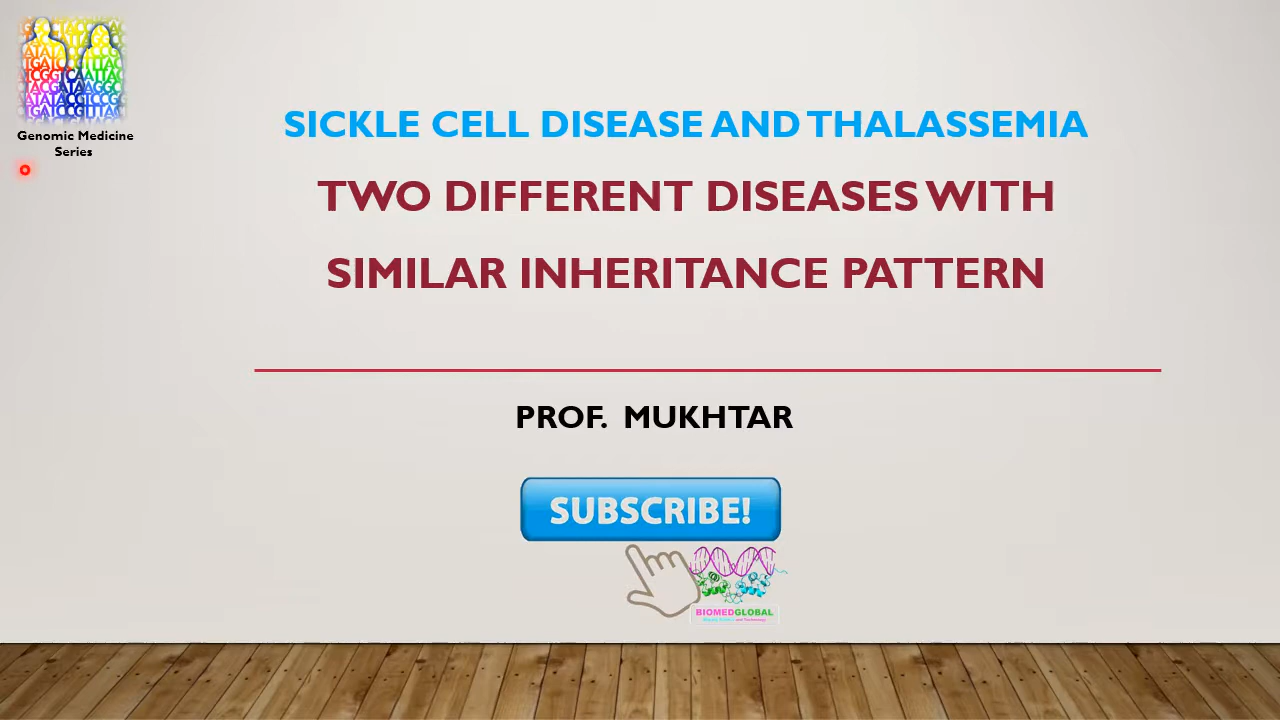 Genomic Medicine
Series
SICKLE CELL DISEASE AND THALASSEMIA
TWO DIFFERENT DISEASES WITH
SIMILAR INHERITANCE PATTERN
PROF. MUKHTAR
SUBSCRIBE!
BIOMEDGLOBAL